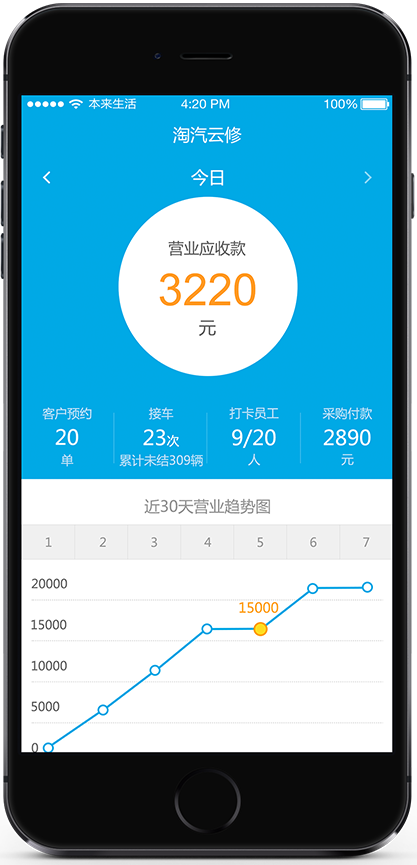 本来生活 4:20 PM 100%
淘汽云修
今日
营业应收款
3220
元
客户预约 接车 打卡员工 采购付款
20 23次 9/20 2890
单 累计未结309辆 人 元
近30天营业趋势图
1 2 3 4 5 6 7
20000
15000
15000
10000
5000
0